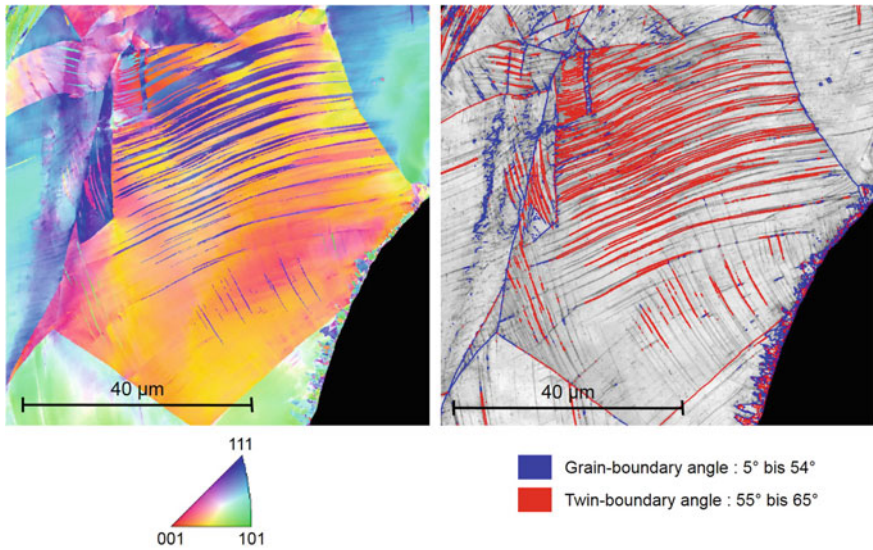 40 µm
40 µm
111
001
101
Grain-boundary angle : 5° bis 54°
Twin-boundary angle : 55° bis 65°